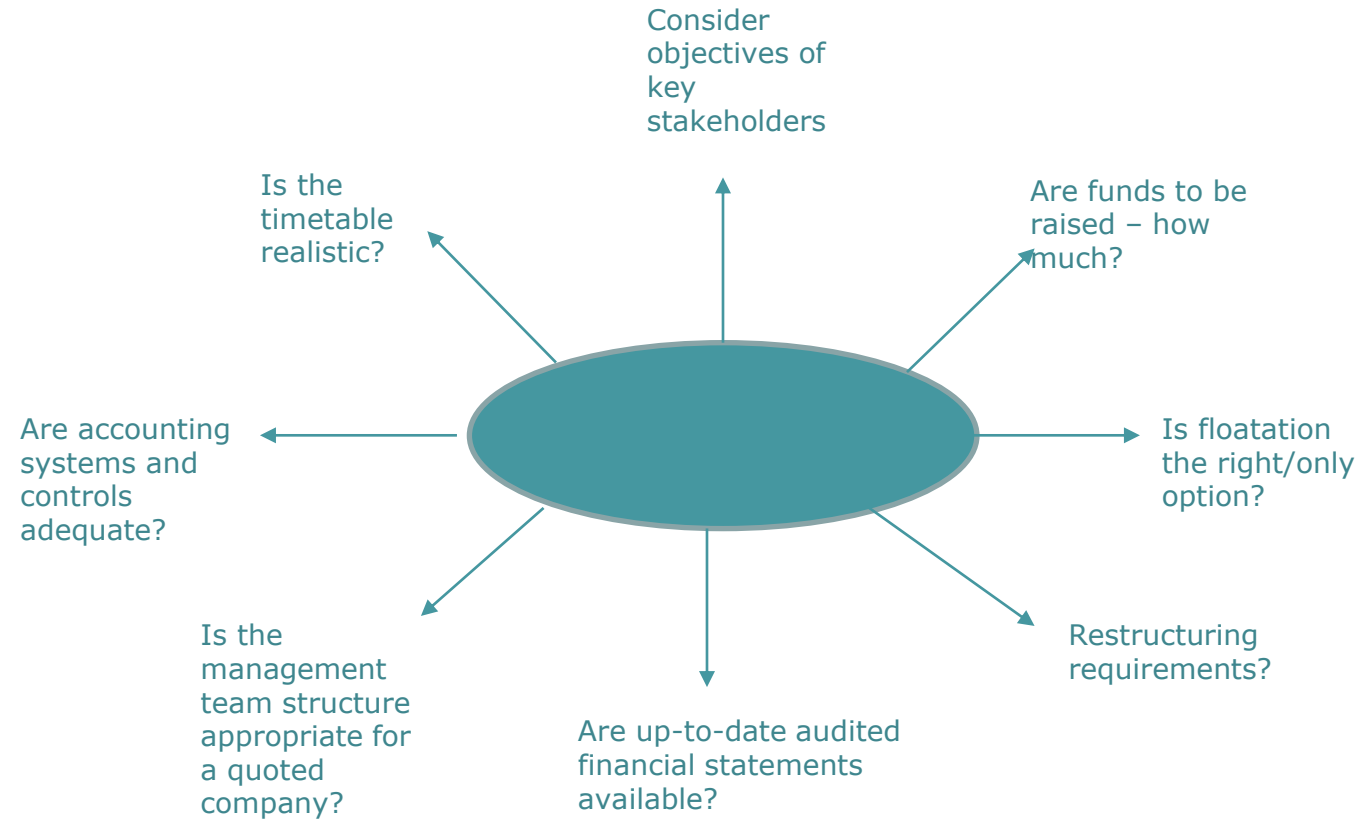 Consider
objectives of
key
stakeholders
Are funds to be
raised – how
much?
Is floatation
the right/only
option?
Restructuring
requirements?
Are up-to-date audited
financial statements
available?
Is the
management
team structure
appropriate for
a quoted
company?
Are accounting
systems and
controls
adequate?
Is the
timetable
realistic?